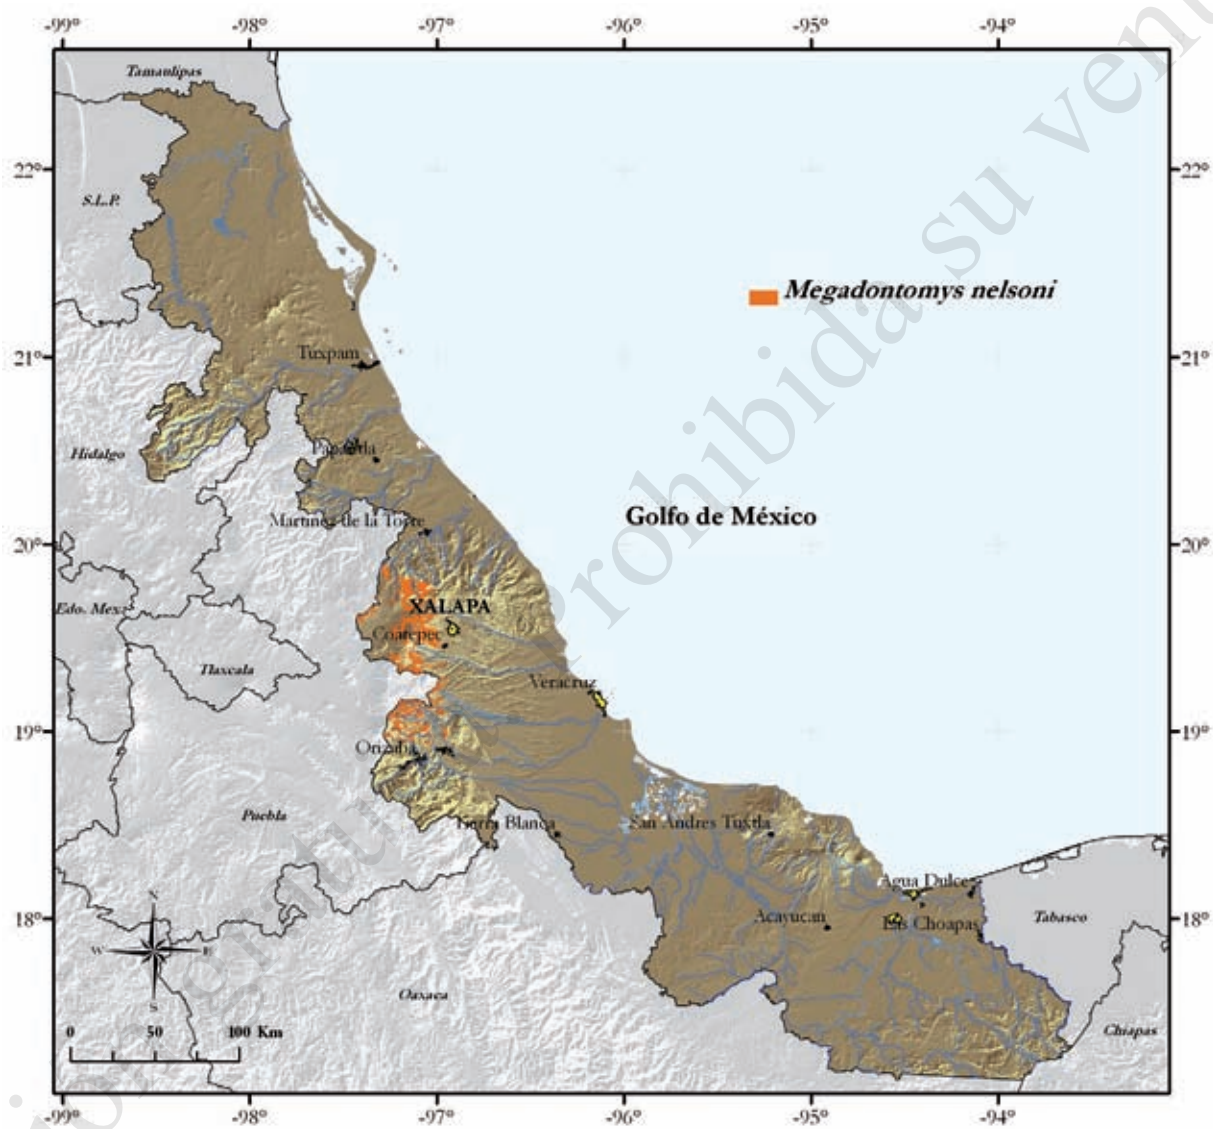 -99° -98° -97° -96° -95° -94°
Tamaulipas
22° 22°
S.L.P.
Megadontomys nelsoni
21° 21°
Tuxpam
Hidalgo
Papantla
Golfo de México
Martinez de la Torre
20° 20°
Edo. Mex.
XALAPA
Coatepec
Tlaxcala
Veracruz
19° 19°
Orizaba
Puebla
Tierra Blanca
San Andres Tuxtla
Agua Dulce
18° 18°
Acayucan
Las Choapas
Tabasco
N
W E
S
Oaxaca
Chiapas
0 50 100 Km
-99° -98° -97° -96° -95° -94°
Prohibida su